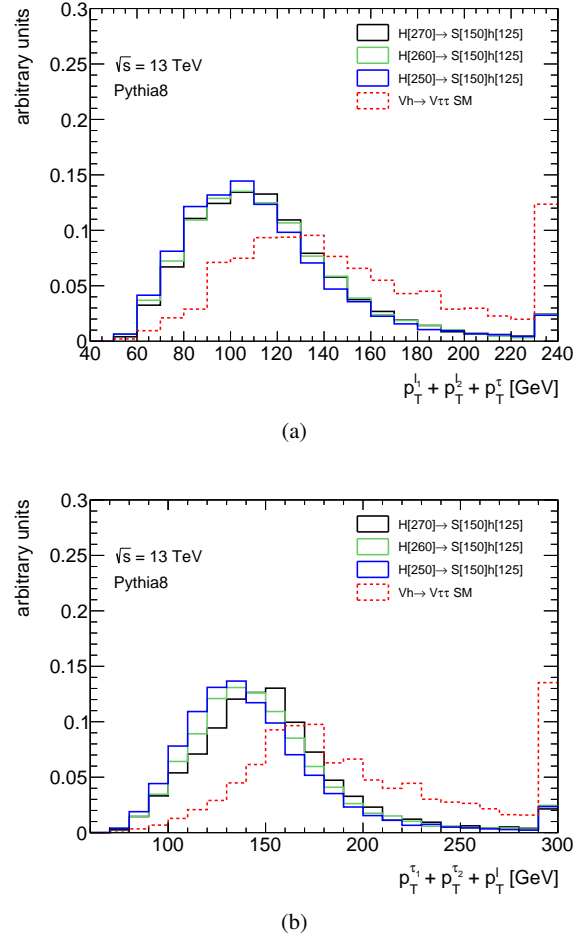 arbitrary units
0.3
0.25
0.2
0.15
0.1
0.05
0
√s = 13 TeV
Pythia8
H[270]→ S[150]h[125]
H[260]→ S[150]h[125]
H[250]→ S[150]h[125]
Vh→ Vττ SM
40 60 80 100 120 140 160 180 200 220 240
p_T^{l_1} + p_T^{l_2} + p_T^{τ} [GeV]
(a)
arbitrary units
0.3
0.25
0.2
0.15
0.1
0.05
0
√s = 13 TeV
Pythia8
H[270]→ S[150]h[125]
H[260]→ S[150]h[125]
H[250]→ S[150]h[125]
Vh→ Vττ SM
100 150 200 250 300
p_T^{τ_1} + p_T^{τ_2} + p_T^{l} [GeV]
(b)